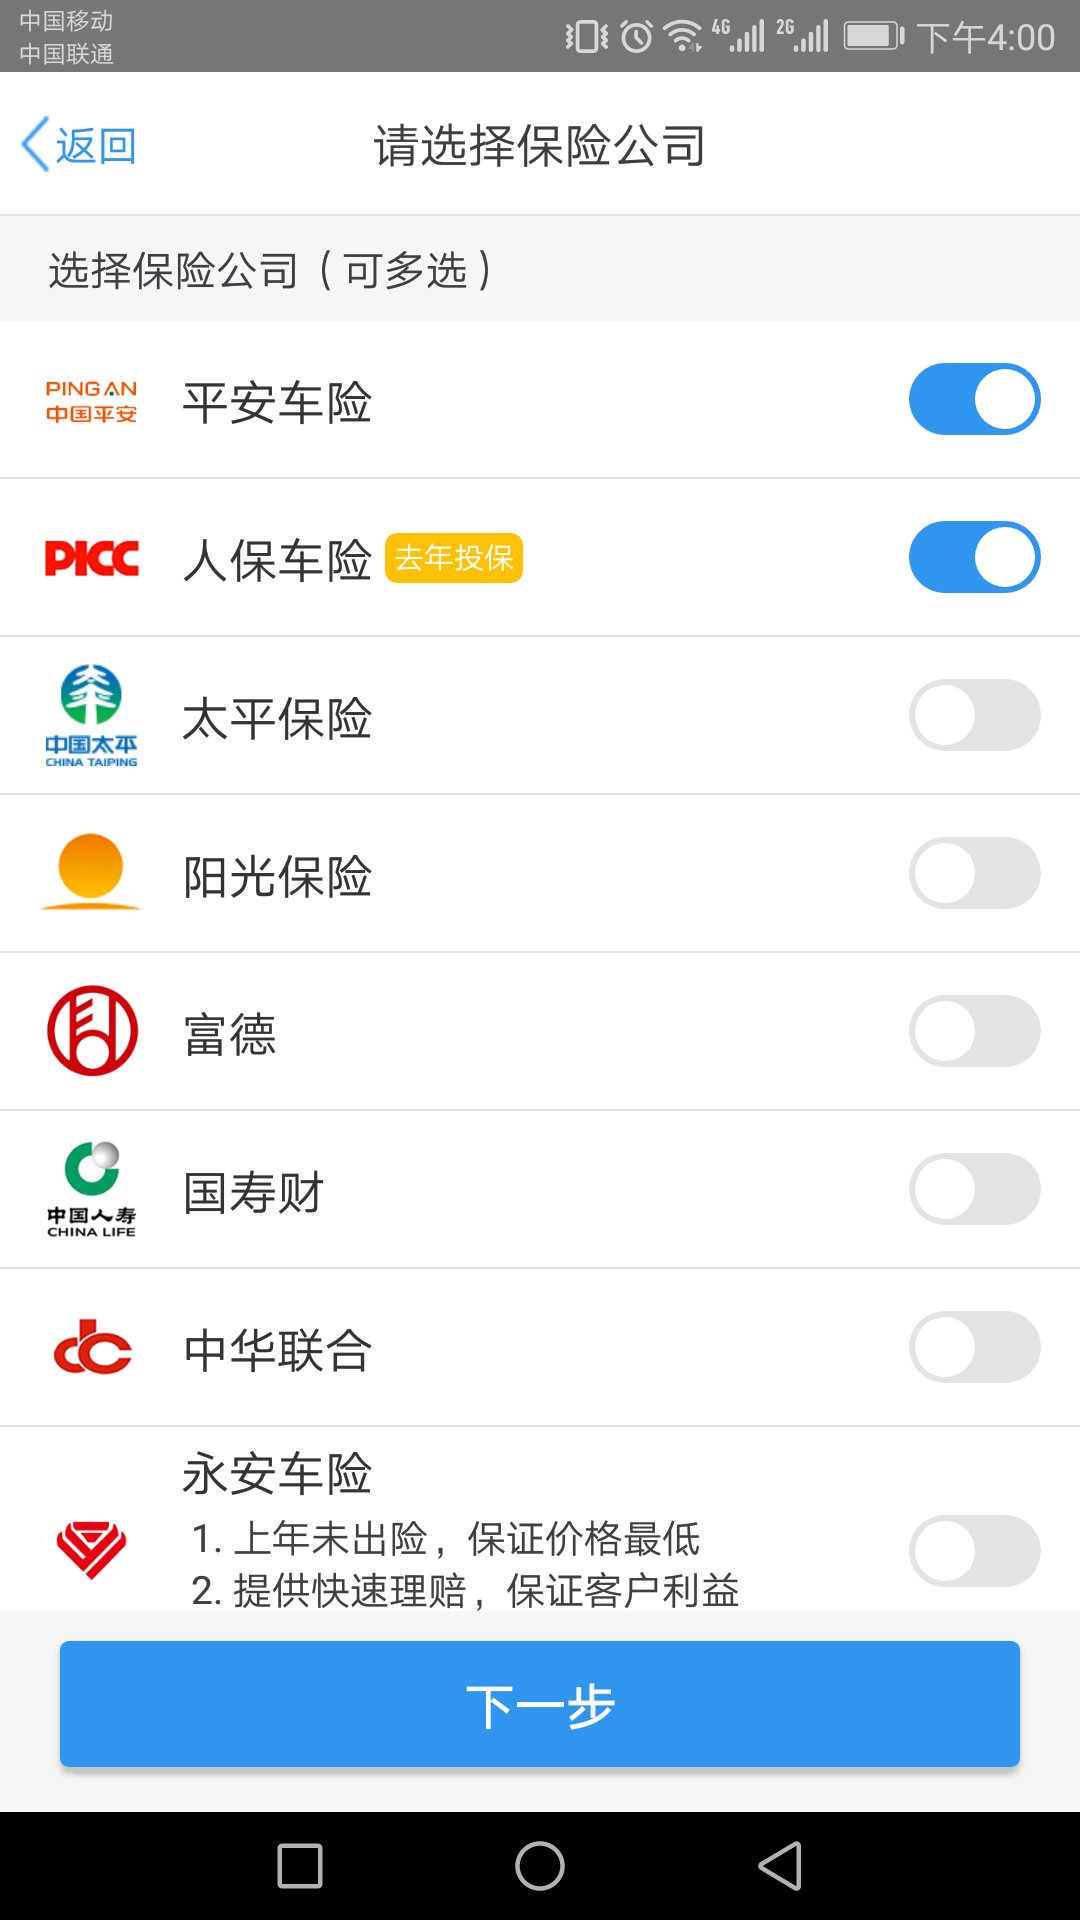 中国移动
中国联通
4G
2G
下午4:00
返回
请选择保险公司
选择保险公司（可多选）
PING AN
中国平安
平安车险
PICC
人保车险
去年投保
中国太平
CHINA TAIPING
太平保险
阳光保险
富德
中国人寿
CHINA LIFE
国寿财
中华联合
永安车险
1. 上年未出险，保证价格最低
2. 提供快速理赔，保证客户利益
下一步